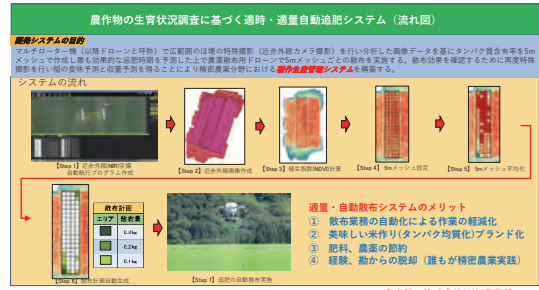 農作物の生育状況調査に基づく適時・適量自動追肥システム（流れ図）
開発システムの目的
マルチローター機（以降ドローンと呼称）で広範囲のほ場の特殊撮影（近赤外線カメラ撮影）を行い分析した画像データを基にタンパク質含有率を5m
メッシュで作成し最も効果的な追肥時期を予測した上で農薬散布用ドローンで5mメッシュごとの散布を実施する。散布効果を確認するために再度特殊
撮影を行い稲の食味予測と収量予測を得ることにより精密農業分野における稲作生産管理システムを構築する。
システムの流れ
【Step 1】近赤外線(NIR)空撮
自動航行プログラム作成
【Step 2】近赤外線画像作成
【Step 3】植生指数(NDVI)計算
【Step 4】5mメッシュ設定
【Step 5】5mメッシュ平均化
散布計画
エリア 散布量
0.3kg
0.2kg
0.1kg
【Step 6】散布計画自動生成
【Step 7】追肥の自動散布実施
適量・自動散布システムのメリット
① 散布業務の自動化による作業の軽減化
② 美味しい米作り(タンパク均質化)ブランド化
③ 肥料、農薬の節約
④ 経験、勘からの脱却（誰もが精密農業実践）